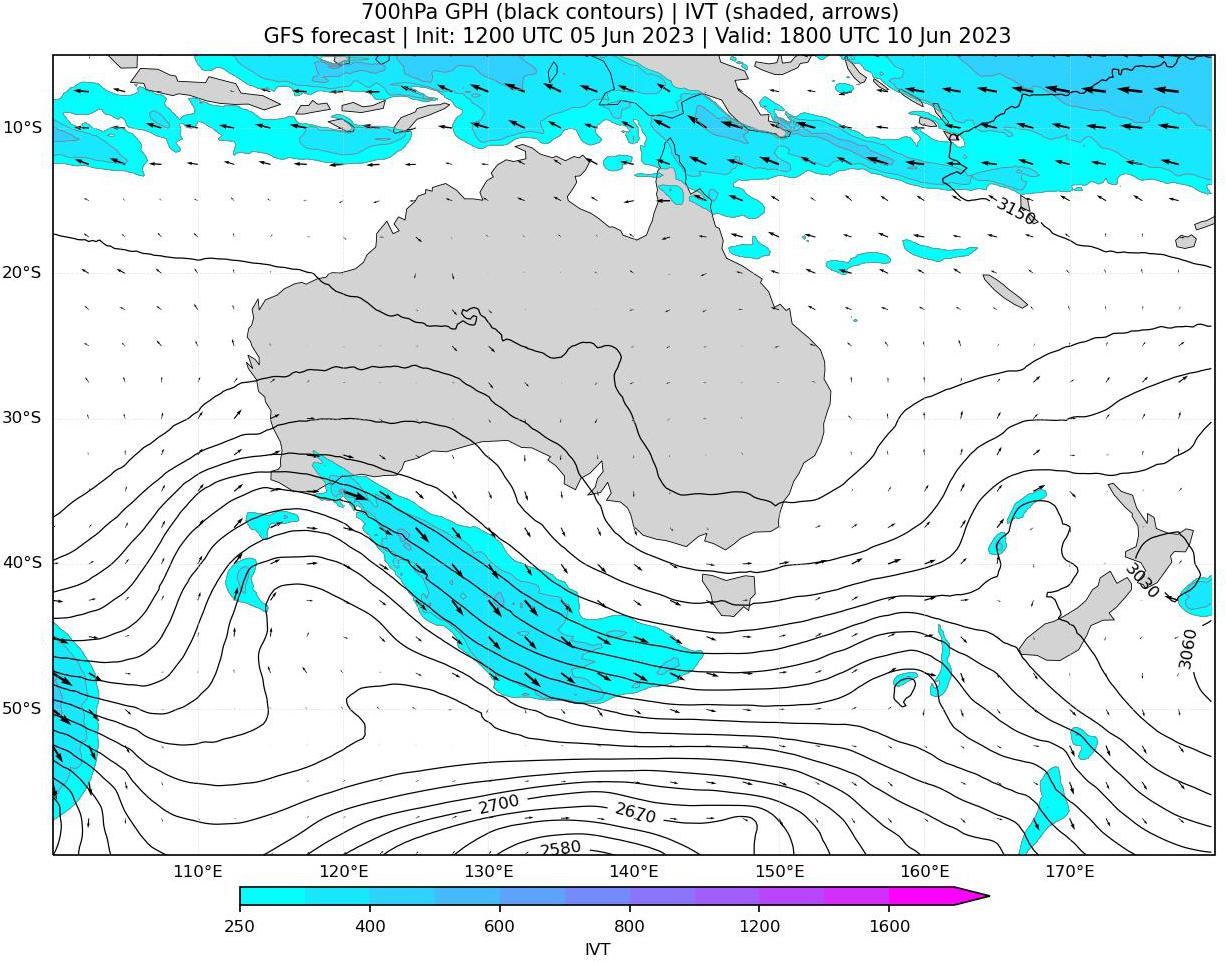 700hPa GPH (black contours) | IVT (shaded, arrows)
GFS forecast | Init: 1200 UTC 05 Jun 2023 | Valid: 1800 UTC 10 Jun 2023
10°S
3150
20°S
30°S
40°S
3030
3060
50°S
2700
2670
2580
110°E 120°E 130°E 140°E 150°E 160°E 170°E
250 400 600 800 1200 1600
IVT